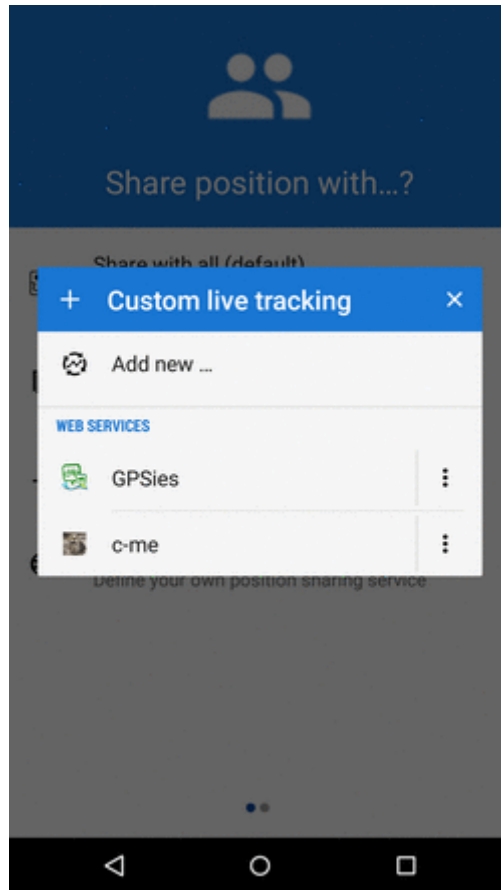 Share position with...?
Share with all (default)
Custom live tracking
Add new ...
WEB SERVICES
GPSies
c-me
Define your own position sharing service